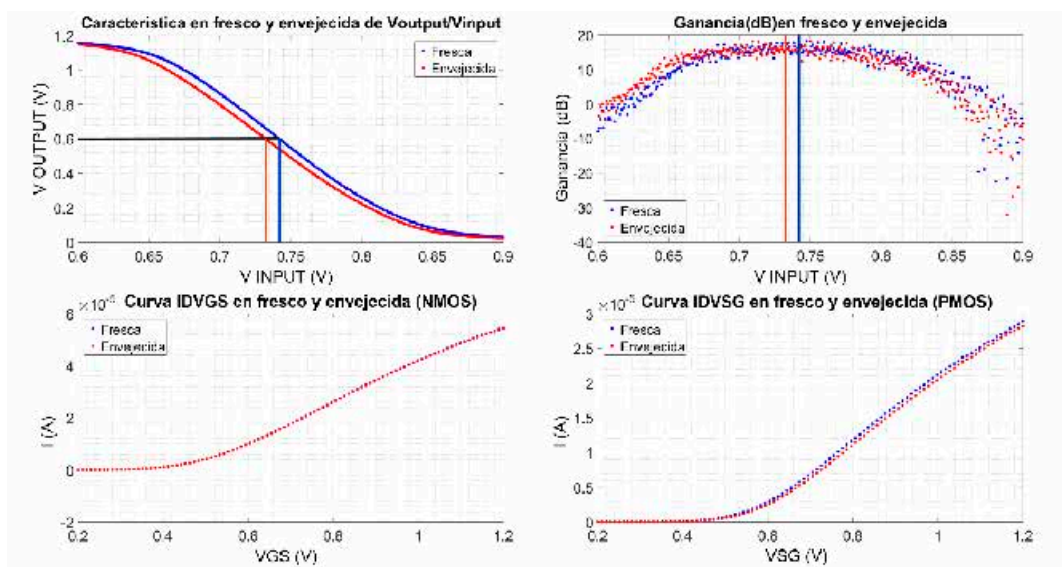 Caracteristica en fresco y envejecida de Voutput/Vinput
1.2
1
0.8
0.6
0.4
0.2
0
V OUTPUT (V)
Fresca
Envejecida
0.6 0.65 0.7 0.75 0.8 0.85 0.9
V INPUT (V)
Ganancia(dB)en fresco y envejecida
20
10
0
-10
-20
-30
-40
Ganancia (dB)
Fresca
Envejecida
0.6 0.65 0.7 0.75 0.8 0.85 0.9
V INPUT (V)
Curva IDVGS en fresco y envejecida (NMOS)
6
4
2
0
-2
I (A)
Fresca
Envejecida
0.2 0.4 0.6 0.8 1 1.2
VGS (V)
×10-5 Curva IDVSG en fresco y envejecida (PMOS)
3
2.5
2
1.5
1
0.5
0
I (A)
Fresca
Envejecida
0.2 0.4 0.6 0.8 1 1.2
VSG (V)